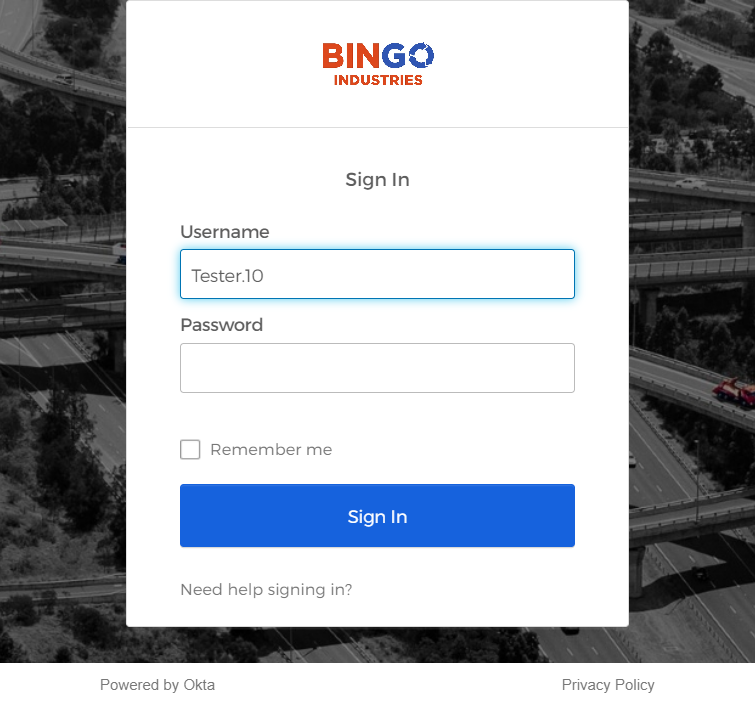 BINGO
INDUSTRIES
Sign In
Username
Tester.10
Password
Remember me
Sign In
Need help signing in?
Powered by Okta
Privacy Policy